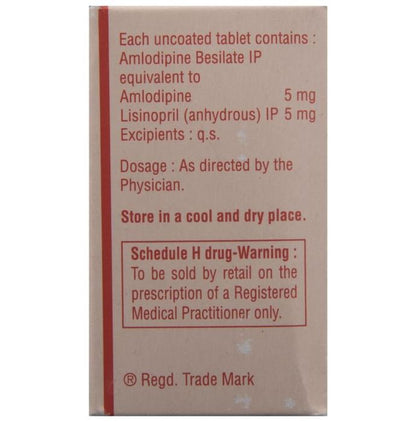 Each uncoated tablet contains :
Amlodipine Besilate IP
equivalent to
Amlodipine 5 mg
Lisinopril (anhydrous) IP 5 mg
Excipients : q.s.
Dosage : As directed by the
Physician.
Store in a cool and dry place.
Schedule H drug-Warning :
To be sold by retail on the
prescription of a Registered
Medical Practitioner only.
® Regd. Trade Mark